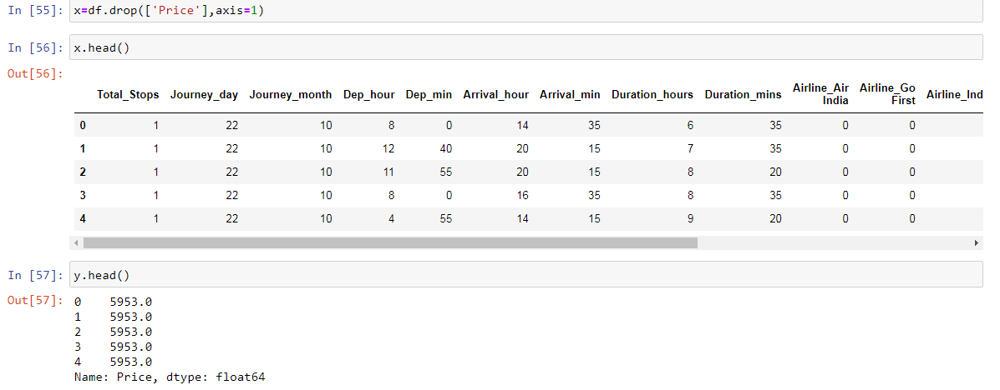 In [55]: x=df.drop(['Price'],axis=1)
In [56]: x.head()
Out[56]:
Total_Stops Journey_day Journey_month Dep_hour Dep_min Arrival_hour Arrival_min Duration_hours Duration_mins Airline_Air India Airline_Go First Airline_Ind
0 1 22 10 8 0 14 35 6 35 0 0
1 1 22 10 12 40 20 15 7 35 0 0
2 1 22 10 11 55 20 15 8 20 0 0
3 1 22 10 8 0 16 35 8 35 0 0
4 1 22 10 4 55 14 15 9 20 0 0
In [57]: y.head()
Out[57]: 0 5953.0
1 5953.0
2 5953.0
3 5953.0
4 5953.0
Name: Price, dtype: float64